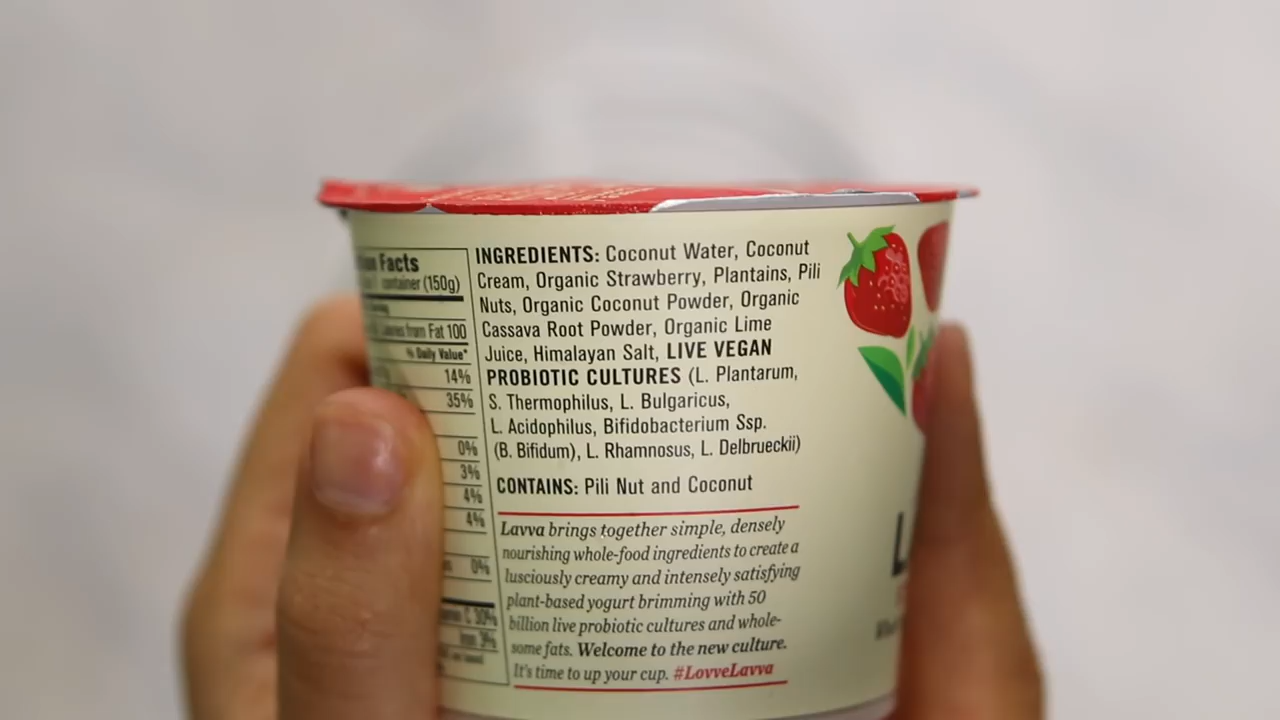 Facts
container (150g)
from Fat 100
% Daily Value*
14%
35%
0%
3%
4%
4%
0%
C 30%
Iron
INGREDIENTS: Coconut Water, Coconut
Cream, Organic Strawberry, Plantains, Pili
Nuts, Organic Coconut Powder, Organic
Cassava Root Powder, Organic Lime
Juice, Himalayan Salt, LIVE VEGAN
PROBIOTIC CULTURES (L. Plantarum,
S. Thermophilus, L. Bulgaricus,
L. Acidophilus, Bifidobacterium Ssp.
(B. Bifidum), L. Rhamnosus, L. Delbrueckii)
CONTAINS: Pili Nut and Coconut
Lavva brings together simple, densely
nourishing whole-food ingredients to create a
lusciously creamy and intensely satisfying
plant-based yogurt brimming with 50
billion live probiotic cultures and whole-
some fats. Welcome to the new culture.
It's time to up your cup. #LovveLavva